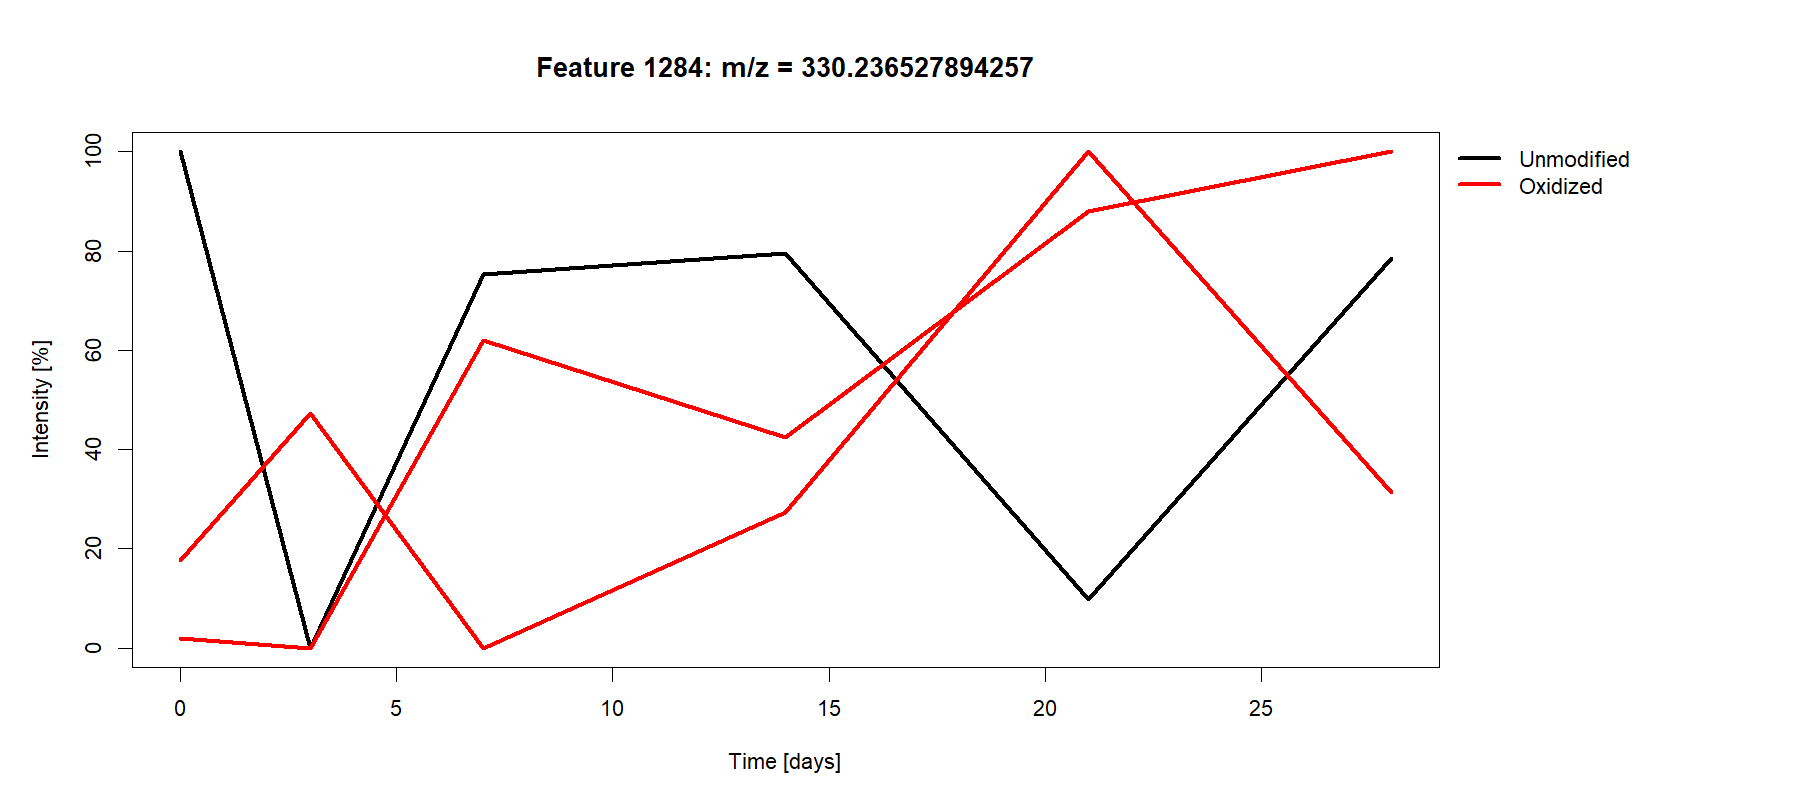 Feature 1284: m/z = 330.236527894257
Unmodified
Oxidized
100
80
60
40
20
0
Intensity [%]
0 5 10 15 20 25
Time [days]